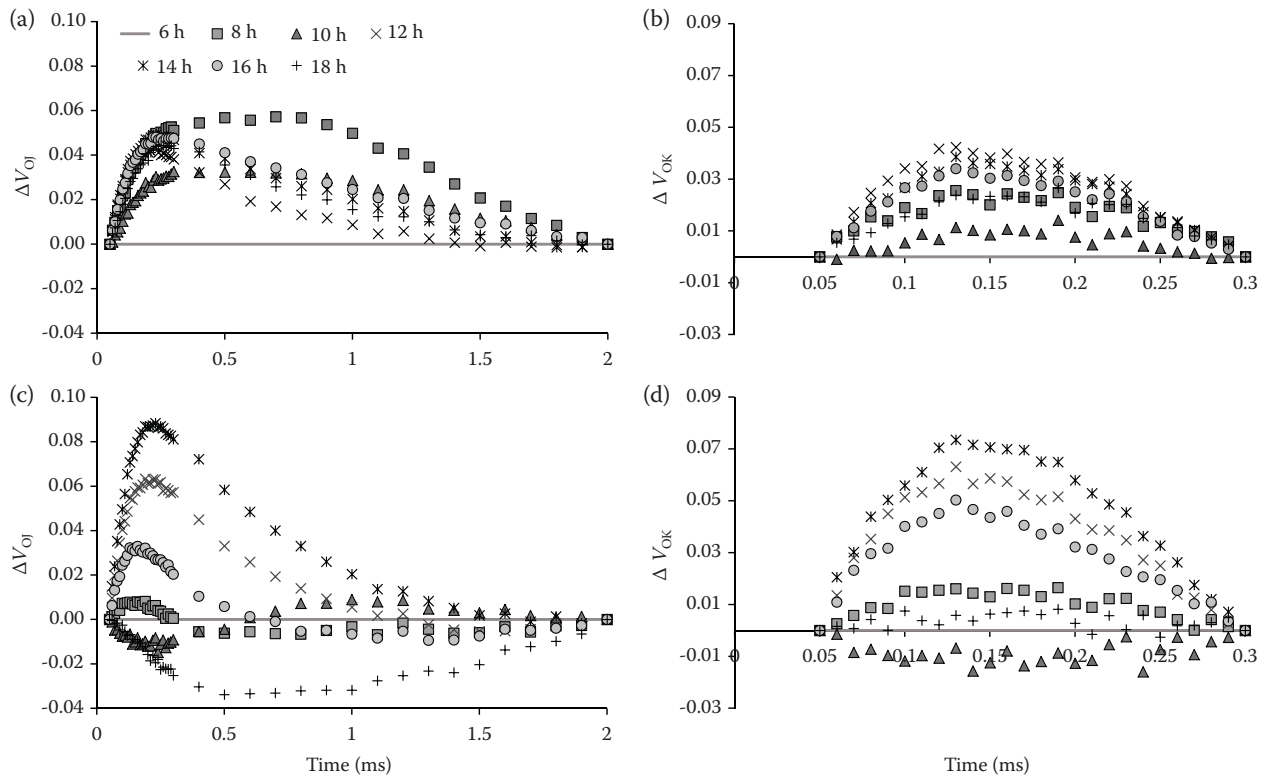 (a)
0.10
0.08
0.06
0.04
0.02
0.00
-0.02
-0.04
ΔV_OJ
6 h 8 h 10 h 12 h
14 h 16 h 18 h
0 0.5 1 1.5 2
(b)
0.09
0.07
0.05
0.03
0.01
-0.01
-0.03
Δ V_OK
0 0.05 0.1 0.15 0.2 0.25 0.3
(c)
0.10
0.08
0.06
0.04
0.02
0.00
-0.02
-0.04
ΔV_OJ
0 0.5 1 1.5 2
Time (ms)
(d)
0.09
0.07
0.05
0.03
0.01
-0.01
-0.03
Δ V_OK
0 0.05 0.1 0.15 0.2 0.25 0.3
Time (ms)